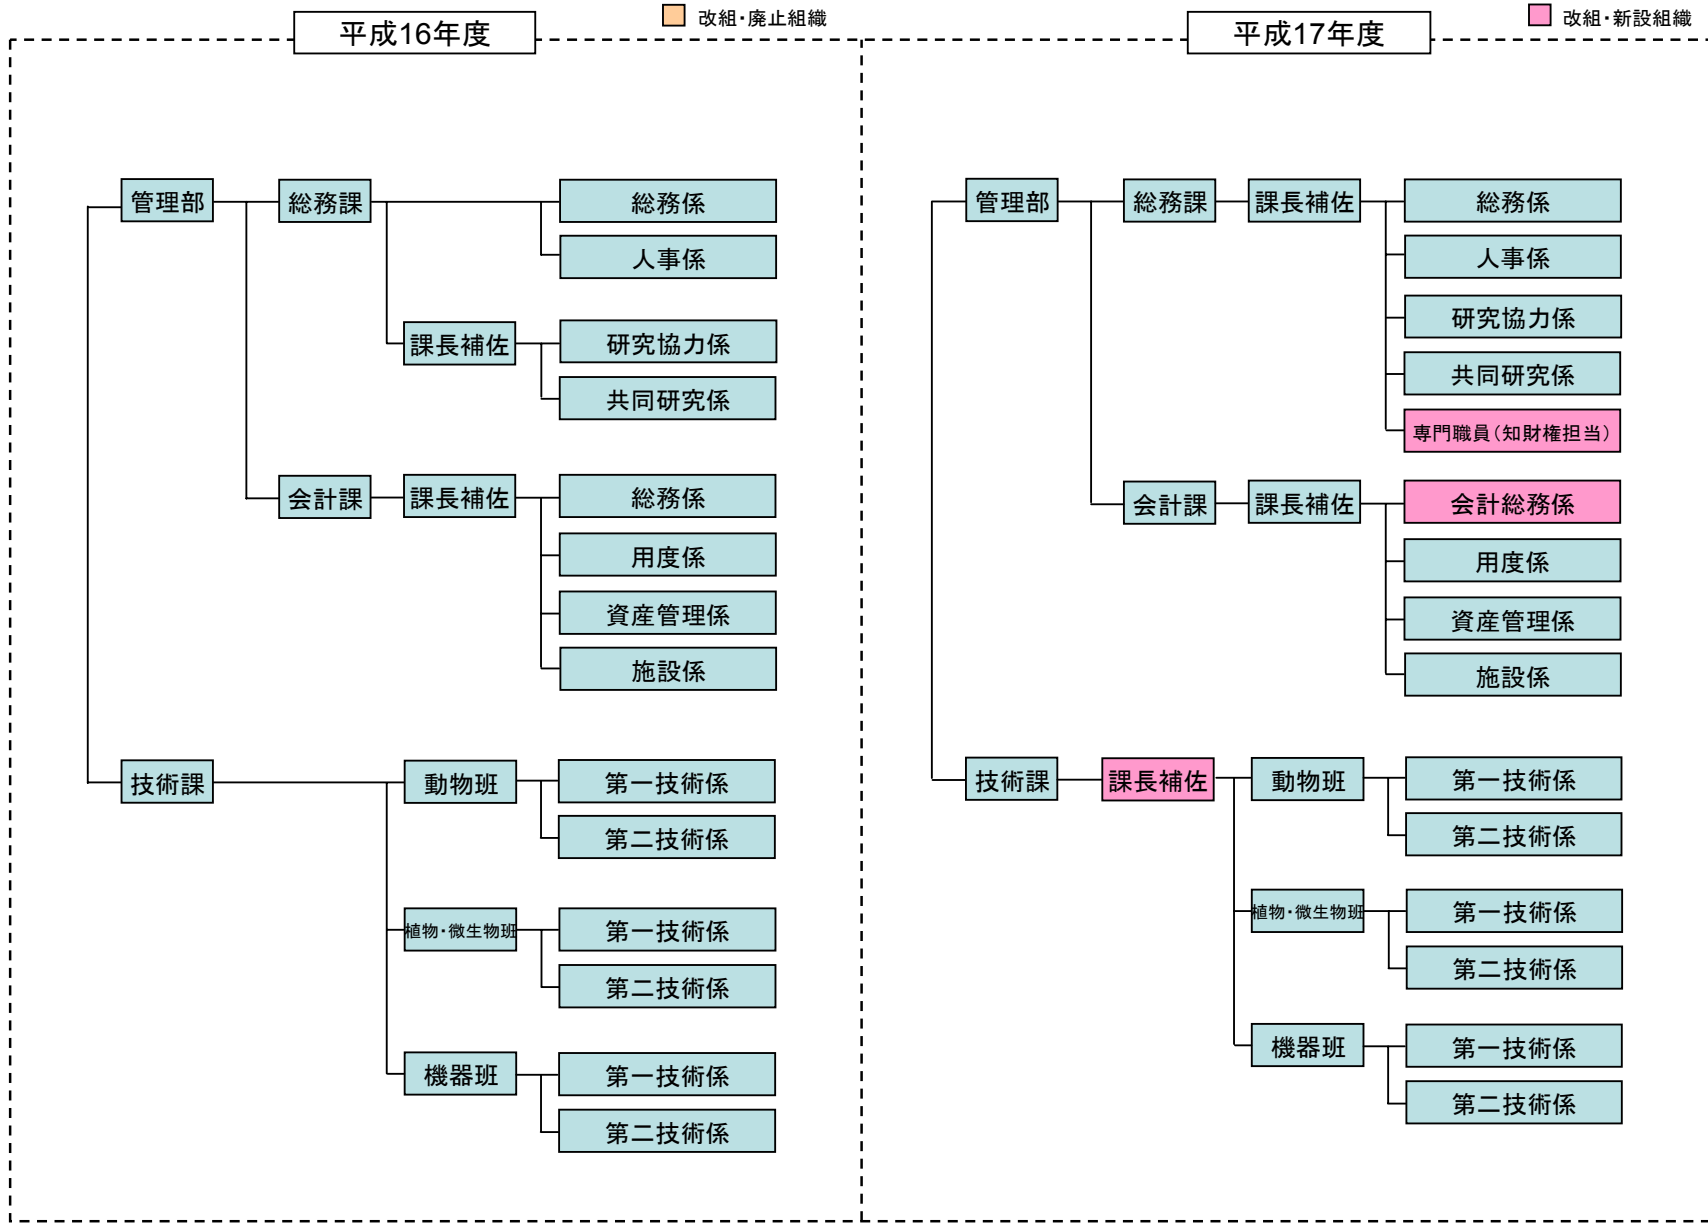 平成16年度
改組・廃止組織
管理部
総務課
総務係
人事係
課長補佐
研究協力係
共同研究係
会計課
課長補佐
総務係
用度係
資産管理係
施設係
技術課
動物班
第一技術係
第二技術係
植物・微生物班
第一技術係
第二技術係
機器班
第一技術係
第二技術係
平成17年度
改組・新設組織
管理部
総務課
課長補佐
総務係
人事係
研究協力係
共同研究係
専門職員(知財権担当)
会計課
課長補佐
会計総務係
用度係
資産管理係
施設係
技術課
課長補佐
動物班
第一技術係
第二技術係
植物・微生物班
第一技術係
第二技術係
機器班
第一技術係
第二技術係